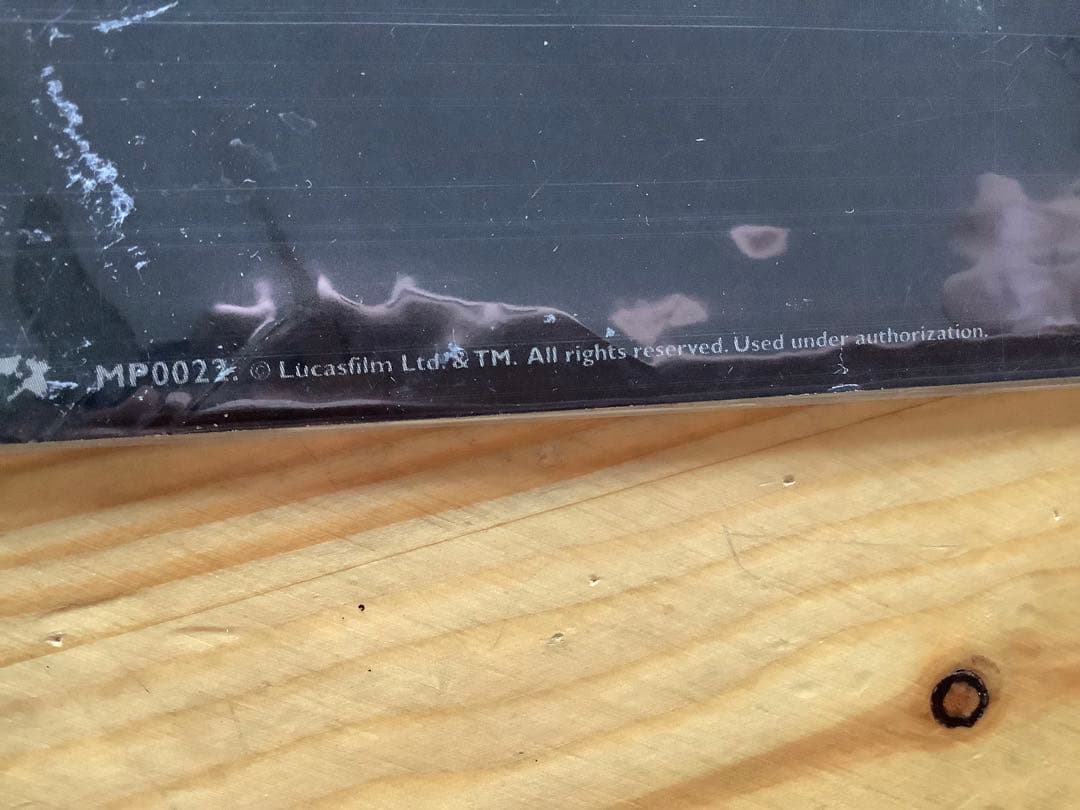 MP0022. © Lucasfilm Ltd. & TM. All rights reserved. Used under authorization.